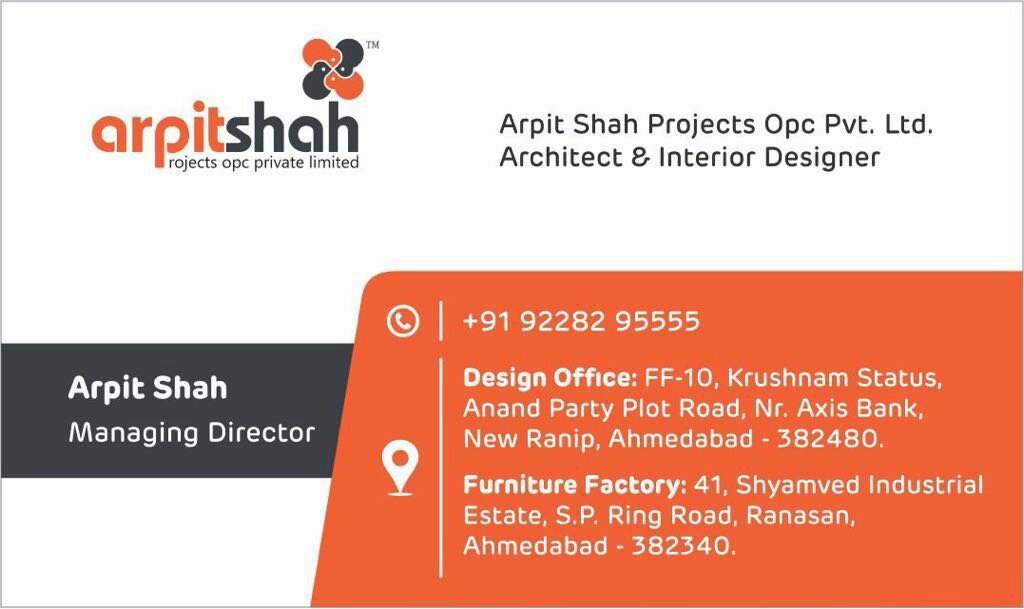 TM
arpitshah
rojects opc private limited
Arpit Shah Projects Opc Pvt. Ltd.
Architect & Interior Designer
Arpit Shah
Managing Director
+91 92282 95555
Design Office: FF-10, Krushnam Status,
Anand Party Plot Road, Nr. Axis Bank,
New Ranip, Ahmedabad - 382480.
Furniture Factory: 41, Shyamved Industrial
Estate, S.P. Ring Road, Ranasan,
Ahmedabad - 382340.